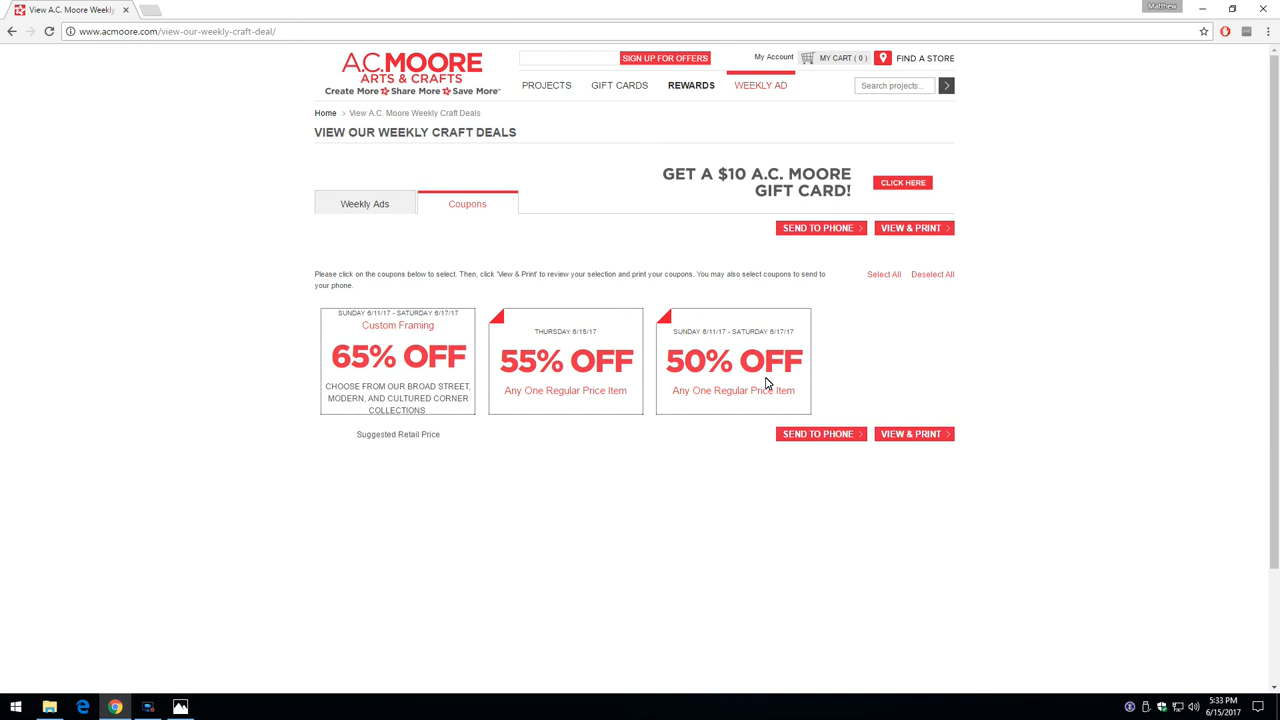 View A.C. Moore Weekly
Matthew
www.acmoore.com/view-our-weekly-craft-deal/
A.C.MOORE
ARTS & CRAFTS
Create More Share More Save More
SIGN UP FOR OFFERS
My Account
MY CART ( 0 )
FIND A STORE
PROJECTS
GIFT CARDS
REWARDS
WEEKLY AD
Search projects...
Home > View A.C. Moore Weekly Craft Deals
VIEW OUR WEEKLY CRAFT DEALS
GET A $10 A.C. MOORE
GIFT CARD!
CLICK HERE
Weekly Ads
Coupons
SEND TO PHONE
VIEW & PRINT
Please click on the coupons below to select. Then, click 'View & Print' to review your selection and print your coupons. You may also select coupons to send to
your phone.
Select All
Deselect All
SUNDAY 6/11/17 - SATURDAY 6/17/17
Custom Framing
65% OFF
CHOOSE FROM OUR BROAD STREET,
MODERN, AND CULTURED CORNER
COLLECTIONS
Suggested Retail Price
THURSDAY 6/15/17
55% OFF
Any One Regular Price Item
SUNDAY 6/11/17 - SATURDAY 6/17/17
50% OFF
Any One Regular Price Item
SEND TO PHONE
VIEW & PRINT
5:33 PM
6/15/2017